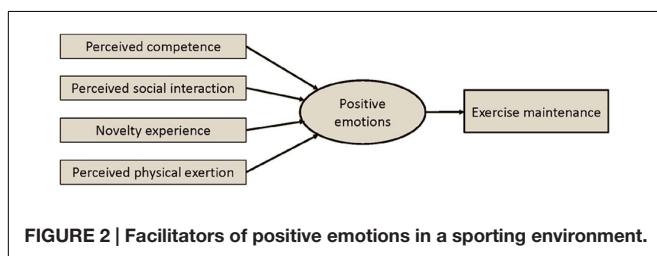 Perceived competence
Perceived social interaction
Novelty experience
Perceived physical exertion
Positive
emotions
Exercise maintenance
FIGURE 2 | Facilitators of positive emotions in a sporting environment.